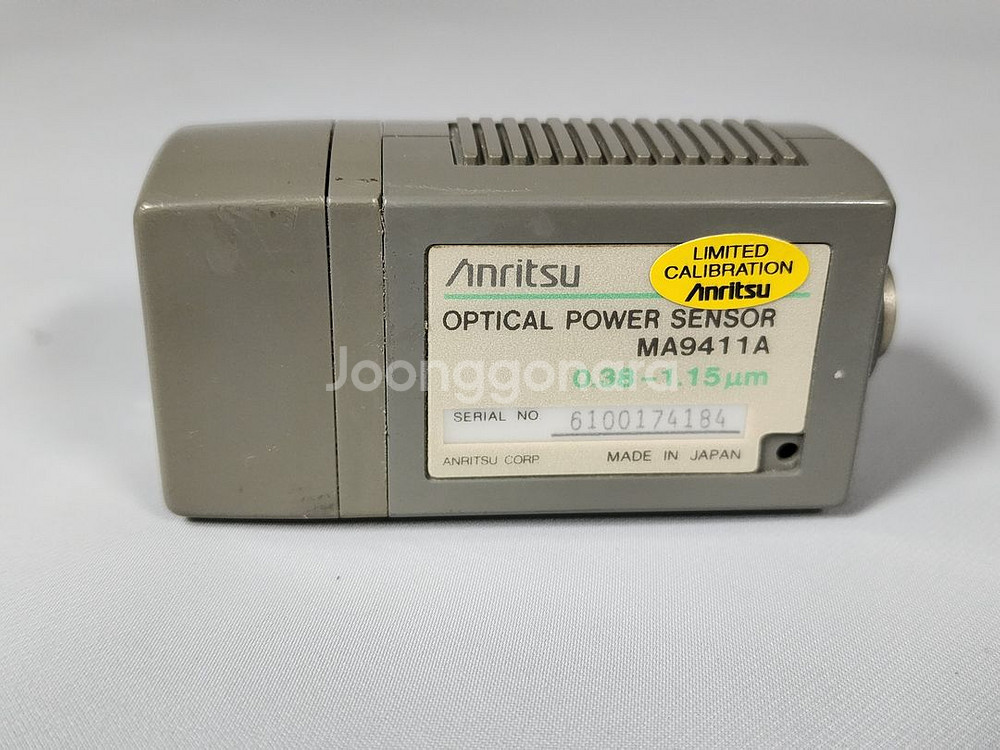 Anritsu
LIMITED
CALIBRATION
Anritsu
OPTICAL POWER SENSOR
MA9411A
Joonggonara
0.38-1.15μm
SERIAL NO 6100174184
ANRITSU CORP MADE IN JAPAN